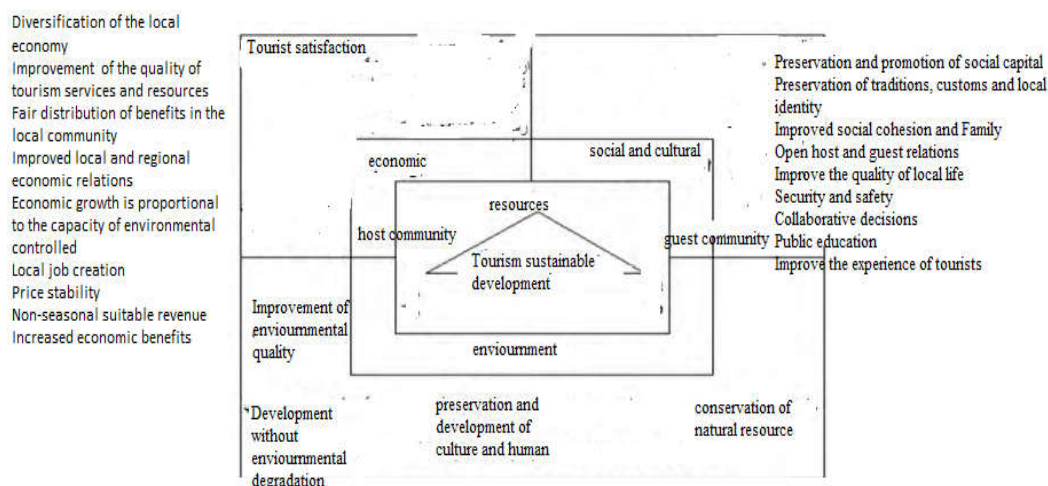 Diversification of the local
economy
Improvement of the quality of
tourism services and resources
Fair distribution of benefits in the
local community
Improved local and regional
economic relations
Economic growth is proportional
to the capacity of environmental
controlled
Local job creation
Price stability
Non-seasonal suitable revenue
Increased economic benefits
Tourist satisfaction
economic
social and cultural
resources
host community
guest community
Tourism sustainable
development
enviournment
Improvement of
enviournmental
quality
Development
without
enviournmental
degradation
preservation and
development of
culture and human
conservation of
natural resource
Preservation and promotion of social capital
Preservation of traditions, customs and local
identity
Improved social cohesion and Family
Open host and guest relations
Improve the quality of local life
Security and safety
Collaborative decisions
Public education
Improve the experience of tourists